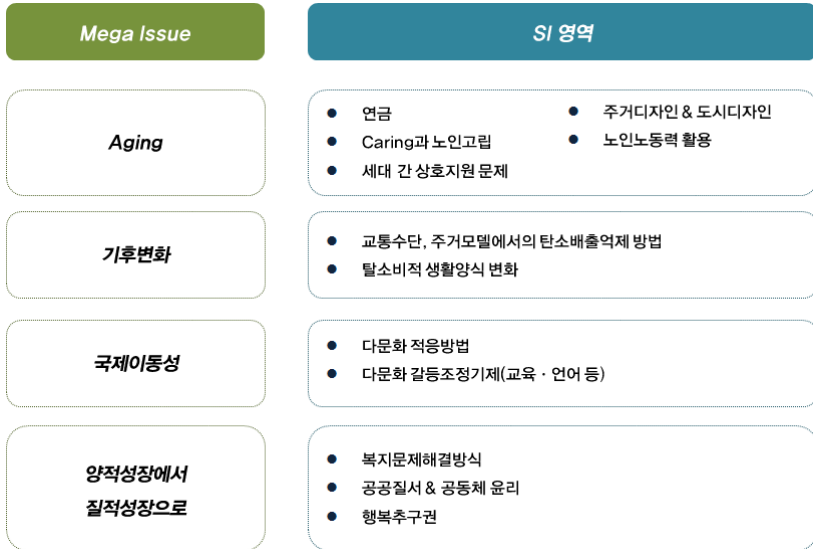 Mega Issue
SI 영역
Aging
● 연금
● Caring과 노인고립
● 세대 간 상호지원 문제
● 주거디자인 & 도시디자인
● 노인노동력 활용
기후변화
● 교통수단, 주거모델에서의 탄소배출억제 방법
● 탈소비적 생활양식 변화
국제이동성
● 다문화 적응방법
● 다문화 갈등조정기제(교육 · 언어 등)
양적성장에서
질적성장으로
● 복지문제해결방식
● 공공질서 & 공동체 윤리
● 행복추구권